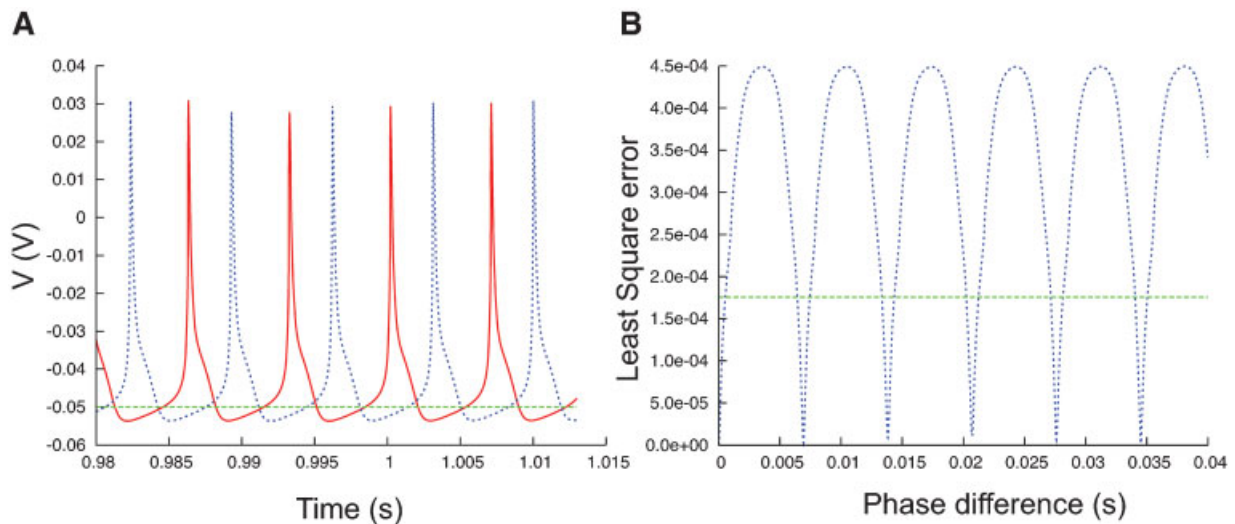 A
V (V)
0.04
0.03
0.02
0.01
0
-0.01
-0.02
-0.03
-0.04
-0.05
-0.06
0.98 0.985 0.99 0.995 1 1.005 1.01 1.015
Time (s)
B
Least Square error
4.5e-04
4.0e-04
3.5e-04
3.0e-04
2.5e-04
2.0e-04
1.5e-04
1.0e-04
5.0e-05
0.0e+00
0 0.005 0.01 0.015 0.02 0.025 0.03 0.035 0.04
Phase difference (s)